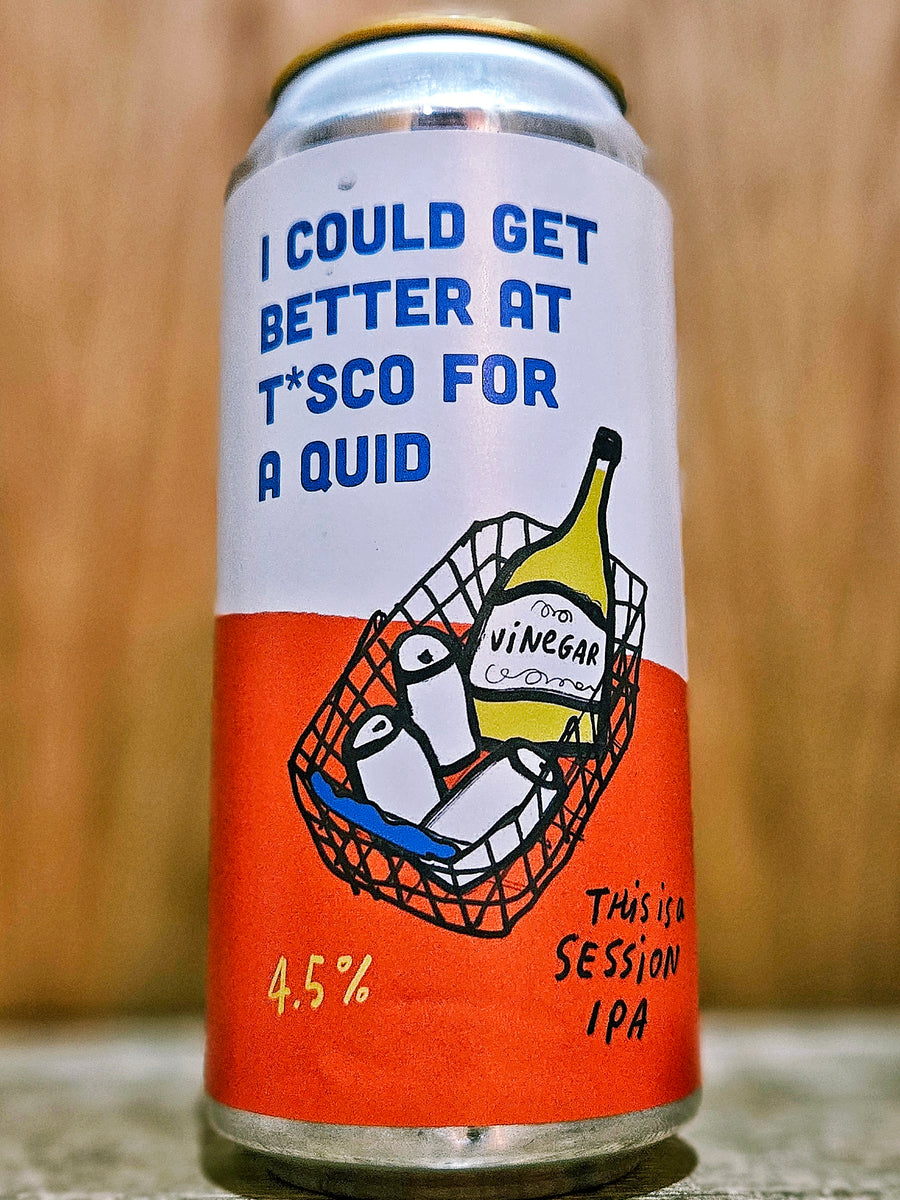 I COULD GET
BETTER AT
T*SCO FOR
A QUID
ViNeGAR
THis is a
SESSiON
IPA
4.5%